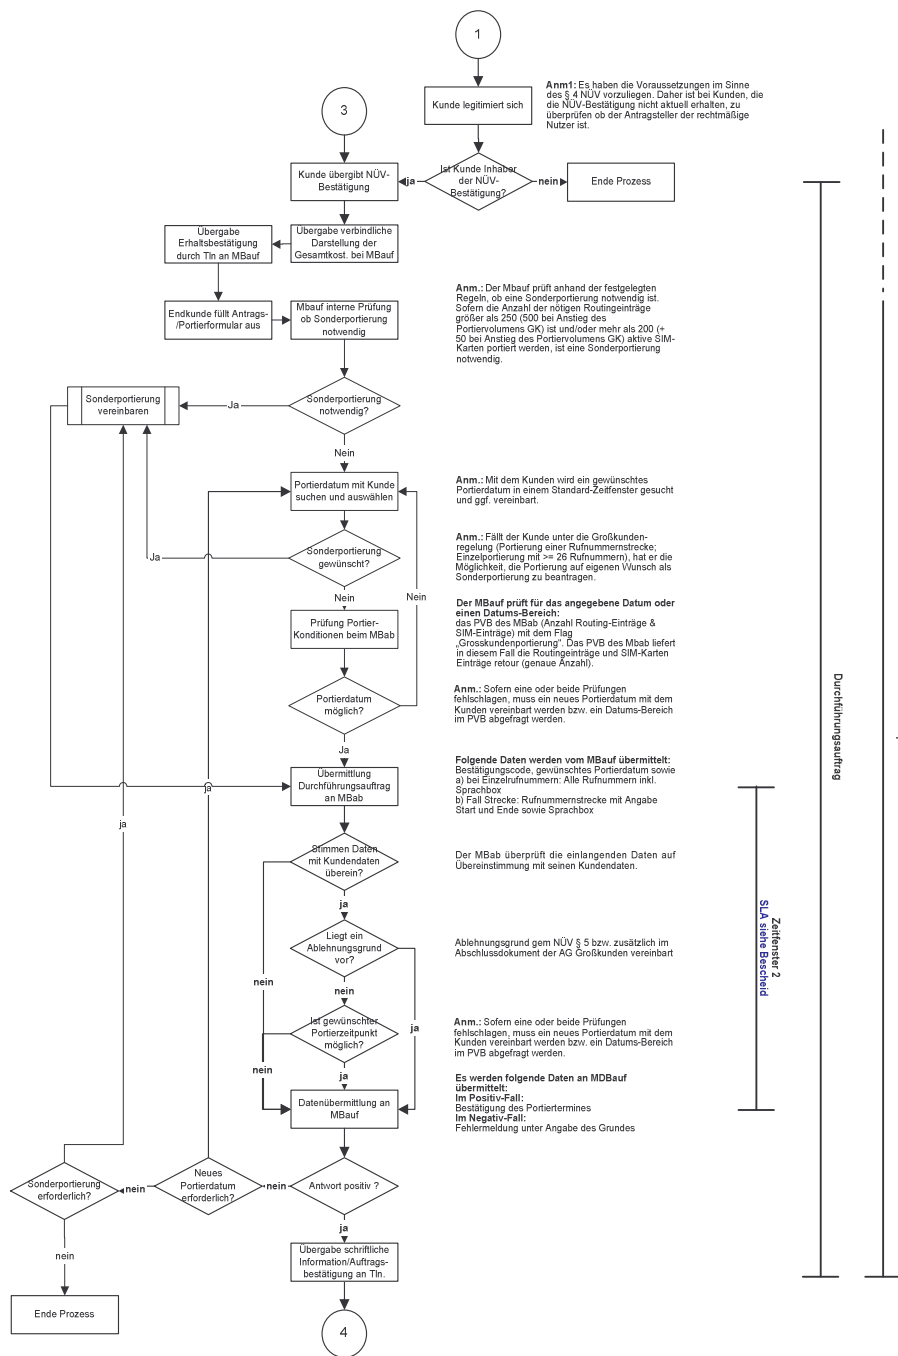 1
Kunde legitimiert sich
Anm1: Es haben die Voraussetzungen im Sinne
des § 4 NÜV vorzuliegen. Daher ist bei Kunden, die
die NÜV-Bestätigung nicht aktuell erhalten, zu
überprüfen ob der Antragsteller der rechtmäßige
Nutzer ist.
3
Kunde übergibt NÜV-
Bestätigung
ja
Ist Kunde Inhaber
der NÜV-
Bestätigung?
nein
Ende Prozess
Übergabe
Erhaltsbestätigung
durch Tln an MBauf
Übergabe verbindliche
Darstellung der
Gesamtkost. bei MBauf
Endkunde füllt Antrags-
/Portierformular aus
Mbauf interne Prüfung
ob Sonderportierung
notwendig
Anm.: Der Mbauf prüft anhand der festgelegten
Regeln, ob eine Sonderportierung notwendig ist.
Sofern die Anzahl der nötigen Routingeinträge
größer als 250 (500 bei Anstieg des
Portiervolumens GK) ist und/oder mehr als 200 (+
50 bei Anstieg des Portiervolumens GK) aktive SIM-
Karten portiert werden, ist eine Sonderportierung
notwendig.
Sonderportierung
vereinbaren
Ja
Sonderportierung
notwendig?
Nein
Portierdatum mit Kunde
suchen und auswählen
Anm.: Mit dem Kunden wird ein gewünschtes
Portierdatum in einem Standard-Zeitfenster gesucht
und ggf. vereinbart.
Ja
Sonderportierung
gewünscht?
Anm.: Fällt der Kunde unter die Großkunden-
regelung (Portierung einer Rufnummernstrecke;
Einzelportierung mit >= 26 Rufnummern), hat er die
Möglichkeit, die Portierung auf eigenen Wunsch als
Sonderportierung zu beantragen.
Nein
Nein
Prüfung Portier-
Konditionen beim MBab
Der MBauf prüft für das angegebene Datum oder
einen Datums-Bereich:
das PVB des MBab (Anzahl Routing-Einträge &
SIM-Einträge) mit dem Flag
„Grosskundenportierung". Das PVB des Mbab liefert
in diesem Fall die Routingeinträge und SIM-Karten
Einträge retour (genaue Anzahl).
Portierdatum
möglich?
Anm.: Sofern eine oder beide Prüfungen
fehlschlagen, muss ein neues Portierdatum mit dem
Kunden vereinbart werden bzw. ein Datums-Bereich
im PVB abgefragt werden.
Ja
Durchführungsauftrag
Übermittlung
Durchführungsauftrag
an MBab
Folgende Daten werden vom MBauf übermittelt:
Bestätigungscode, gewünschtes Portierdatum sowie
a) bei Einzelrufnummern: Alle Rufnummern inkl.
Sprachbox
b) Fall Strecke: Rufnummernstrecke mit Angabe
Start und Ende sowie Sprachbox
ja
ja
Stimmen Daten
mit Kundendaten
überein?
Der MBab überprüft die einlangenden Daten auf
Übereinstimmung mit seinen Kundendaten.
ja
Liegt ein
Ablehnungsgrund
vor?
Ablehnungsgrund gem NÜV § 5 bzw. zusätzlich im
Abschlussdokument der AG Großkunden vereinbart
Zeitfenster 2
SLA siehe Bescheid
nein
nein
Ist gewünschter
Portierzeitpunkt
möglich?
ja
Anm.: Sofern eine oder beide Prüfungen
fehlschlagen, muss ein neues Portierdatum mit dem
Kunden vereinbart werden bzw. ein Datums-Bereich
im PVB abgefragt werden.
nein
ja
Datenübermittlung an
MBauf
Es werden folgende Daten an MDBauf
übermittelt:
Im Positiv-Fall:
Bestätigung des Portiertermines
Im Negativ-Fall:
Fehlermeldung unter Angabe des Grundes
Sonderportierung
erforderlich?
nein
Neues
Portierdatum
erforderlich?
nein
Antwort positiv ?
ja
nein
Übergabe schriftliche
Information/Auftrags-
bestätigung an Tln.
Ende Prozess
4